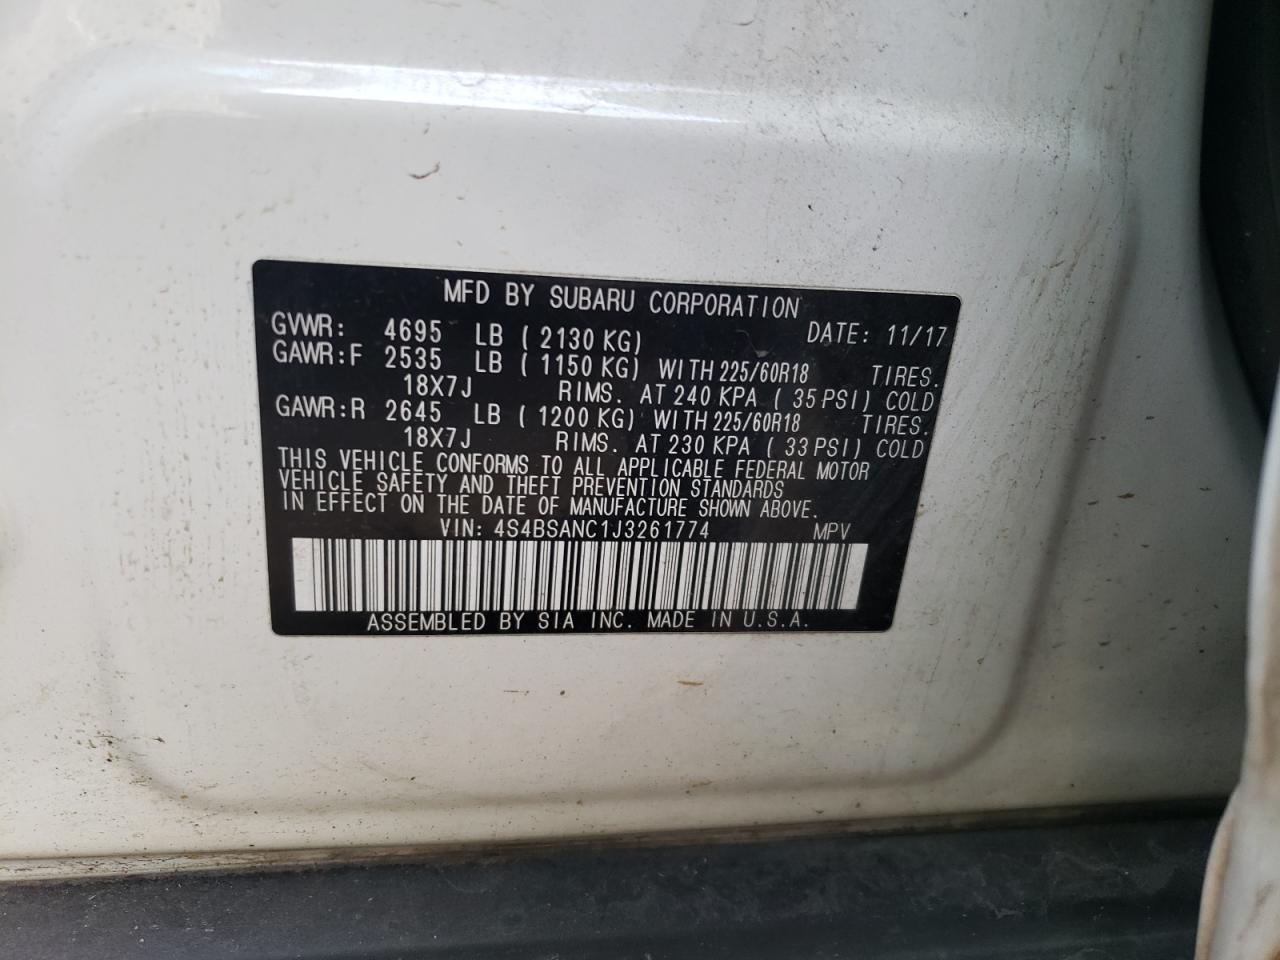 MFD BY SUBARU CORPORATION
GVWR: 4695 LB ( 2130 KG) DATE: 11/17
GAWR:F 2535 LB ( 1150 KG) WITH 225/60R18 TIRES.
18X7J RIMS. AT 240 KPA ( 35 PSI) COLD
GAWR:R 2645 LB ( 1200 KG) WITH 225/60R18 TIRES.
18X7J RIMS. AT 230 KPA ( 33 PSI) COLD
THIS VEHICLE CONFORMS TO ALL APPLICABLE FEDERAL MOTOR
VEHICLE SAFETY AND THEFT PREVENTION STANDARDS
IN EFFECT ON THE DATE OF MANUFACTURE SHOWN ABOVE.
VIN: 4S4BSANC1J3261774 MPV
ASSEMBLED BY SIA INC. MADE IN U.S.A.